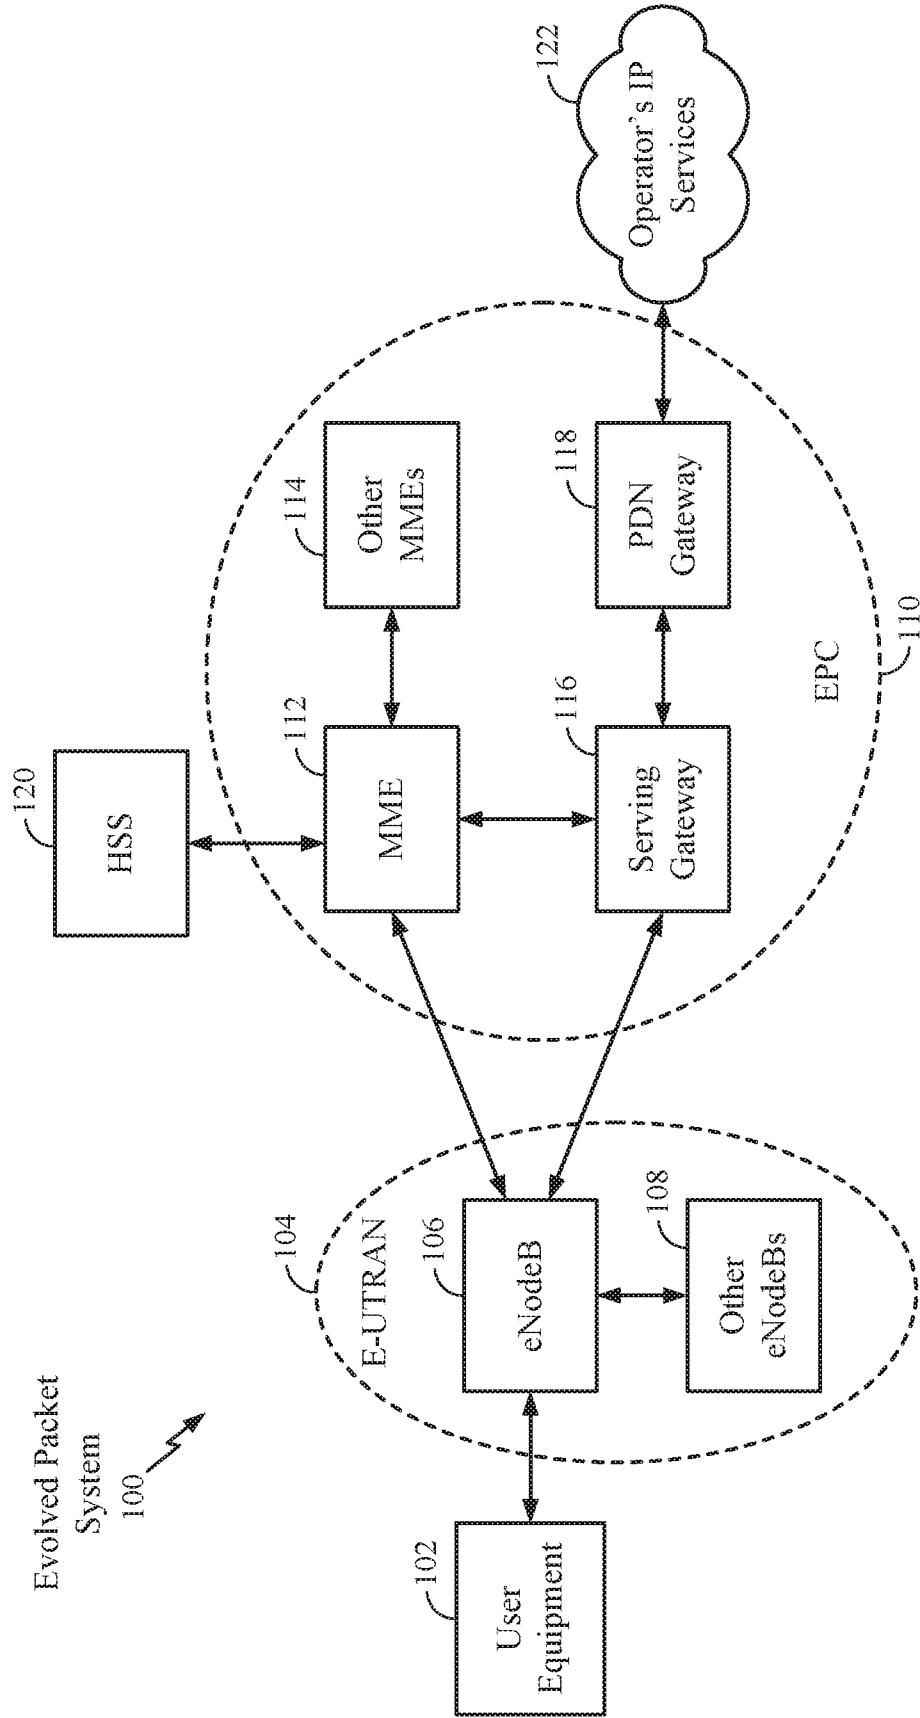 Evolved Packet
System
100
102
User
Equipment
104
E-UTRAN
106
eNodeB
108
Other
eNodeBs
120
HSS
112
MME
114
Other
MMEs
116
Serving
Gateway
118
PDN
Gateway
EPC
110
122
Operator's IP
Services